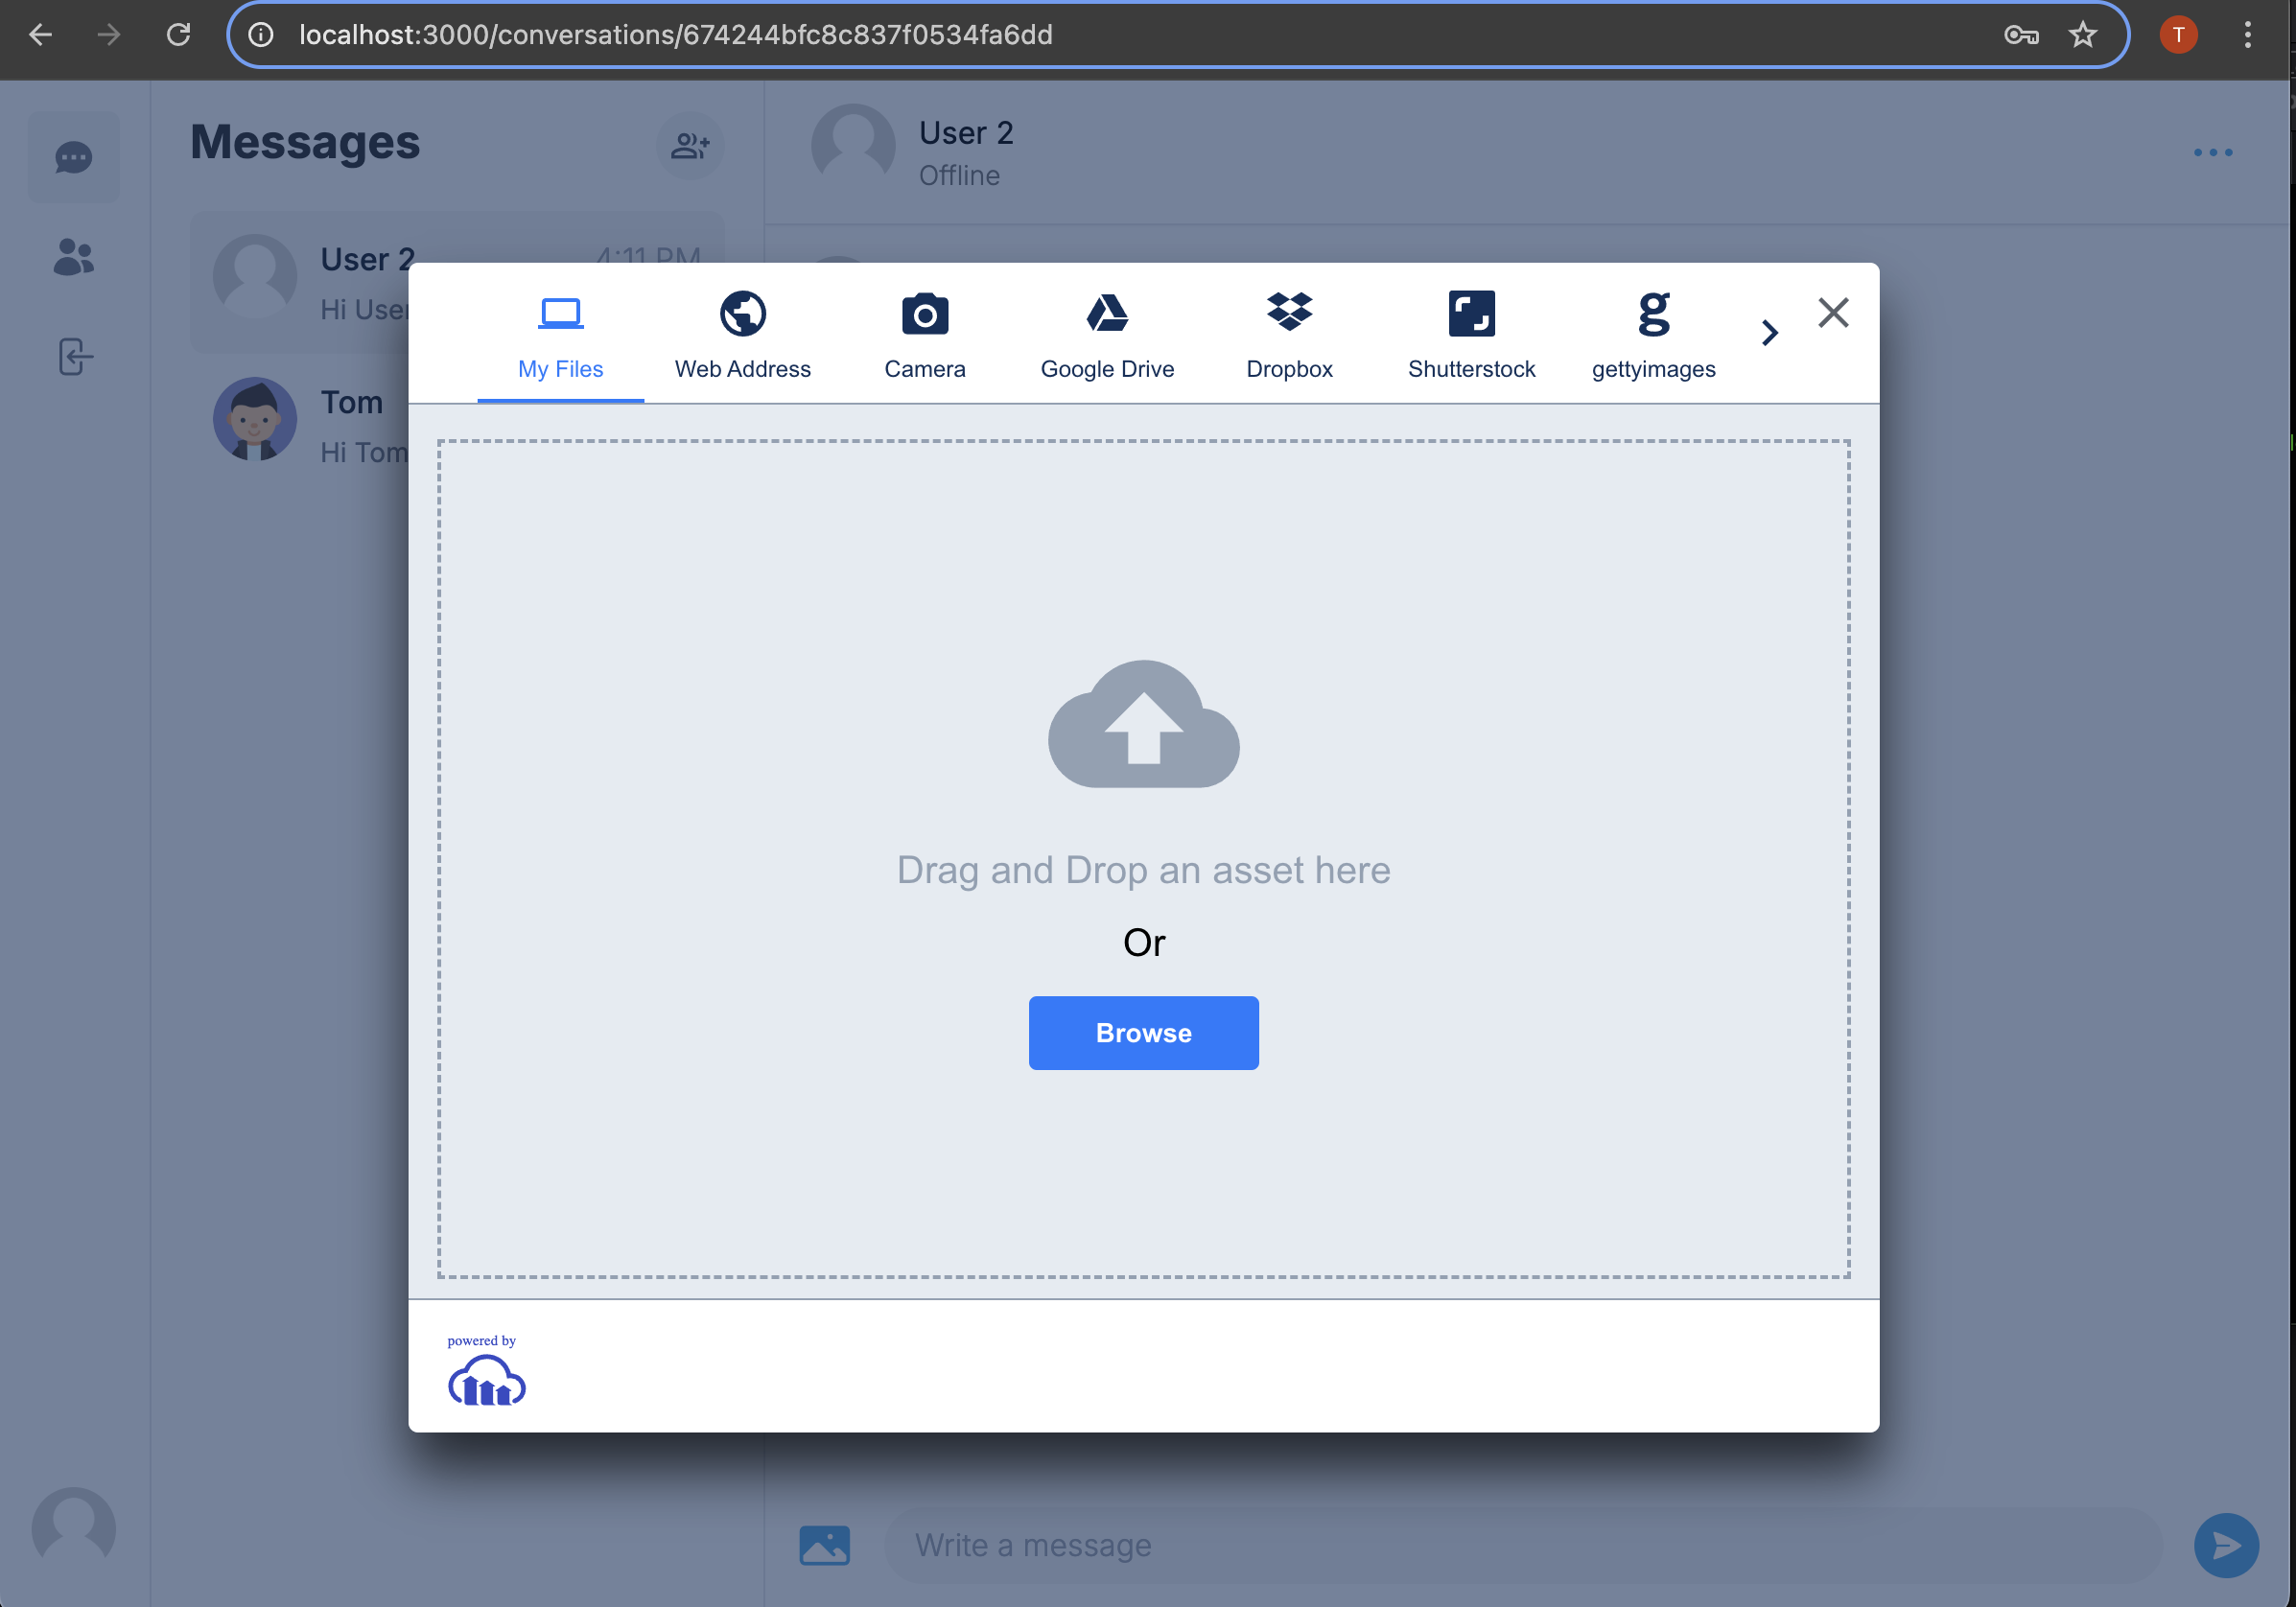 localhost:3000/conversations/674244bfc8c837f0534fa6dd
T
Messages
User 2
4:11 PM
Hi User
Tom
Hi Tom
User 2
Offline
My Files
Web Address
Camera
Google Drive
Dropbox
Shutterstock
gettyimages
Drag and Drop an asset here
Or
Browse
powered by
Write a message